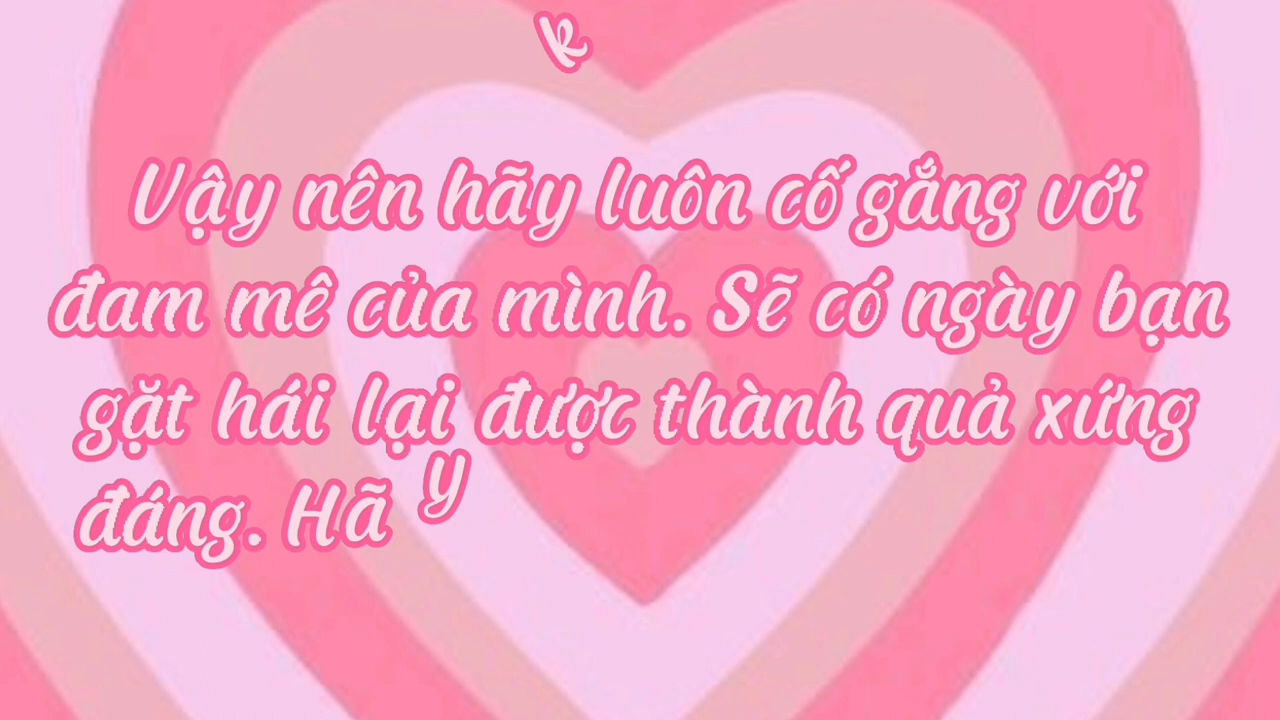 k
Vậy nên hãy luôn cố gắng với
đam mê của mình. Sẽ có ngày bạn
gặt hái lại được thành quả xứng
đáng. Hãy